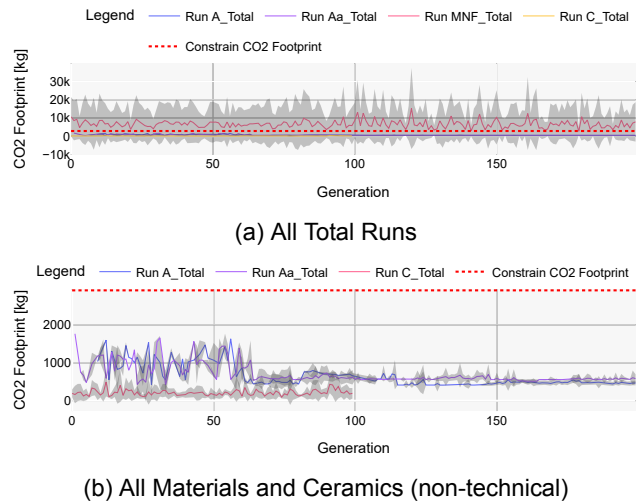 Legend Run A_Total Run Aa_Total Run MNF_Total Run C_Total
Constrain CO2 Footprint
CO2 Footprint [kg]
30k
20k
10k
0
−10k
0 50 100 150
Generation
(a) All Total Runs
Legend Run A_Total Run Aa_Total Run C_Total Constrain CO2 Footprint
CO2 Footprint [kg]
2000
1000
0
0 50 100 150
Generation
(b) All Materials and Ceramics (non-technical)